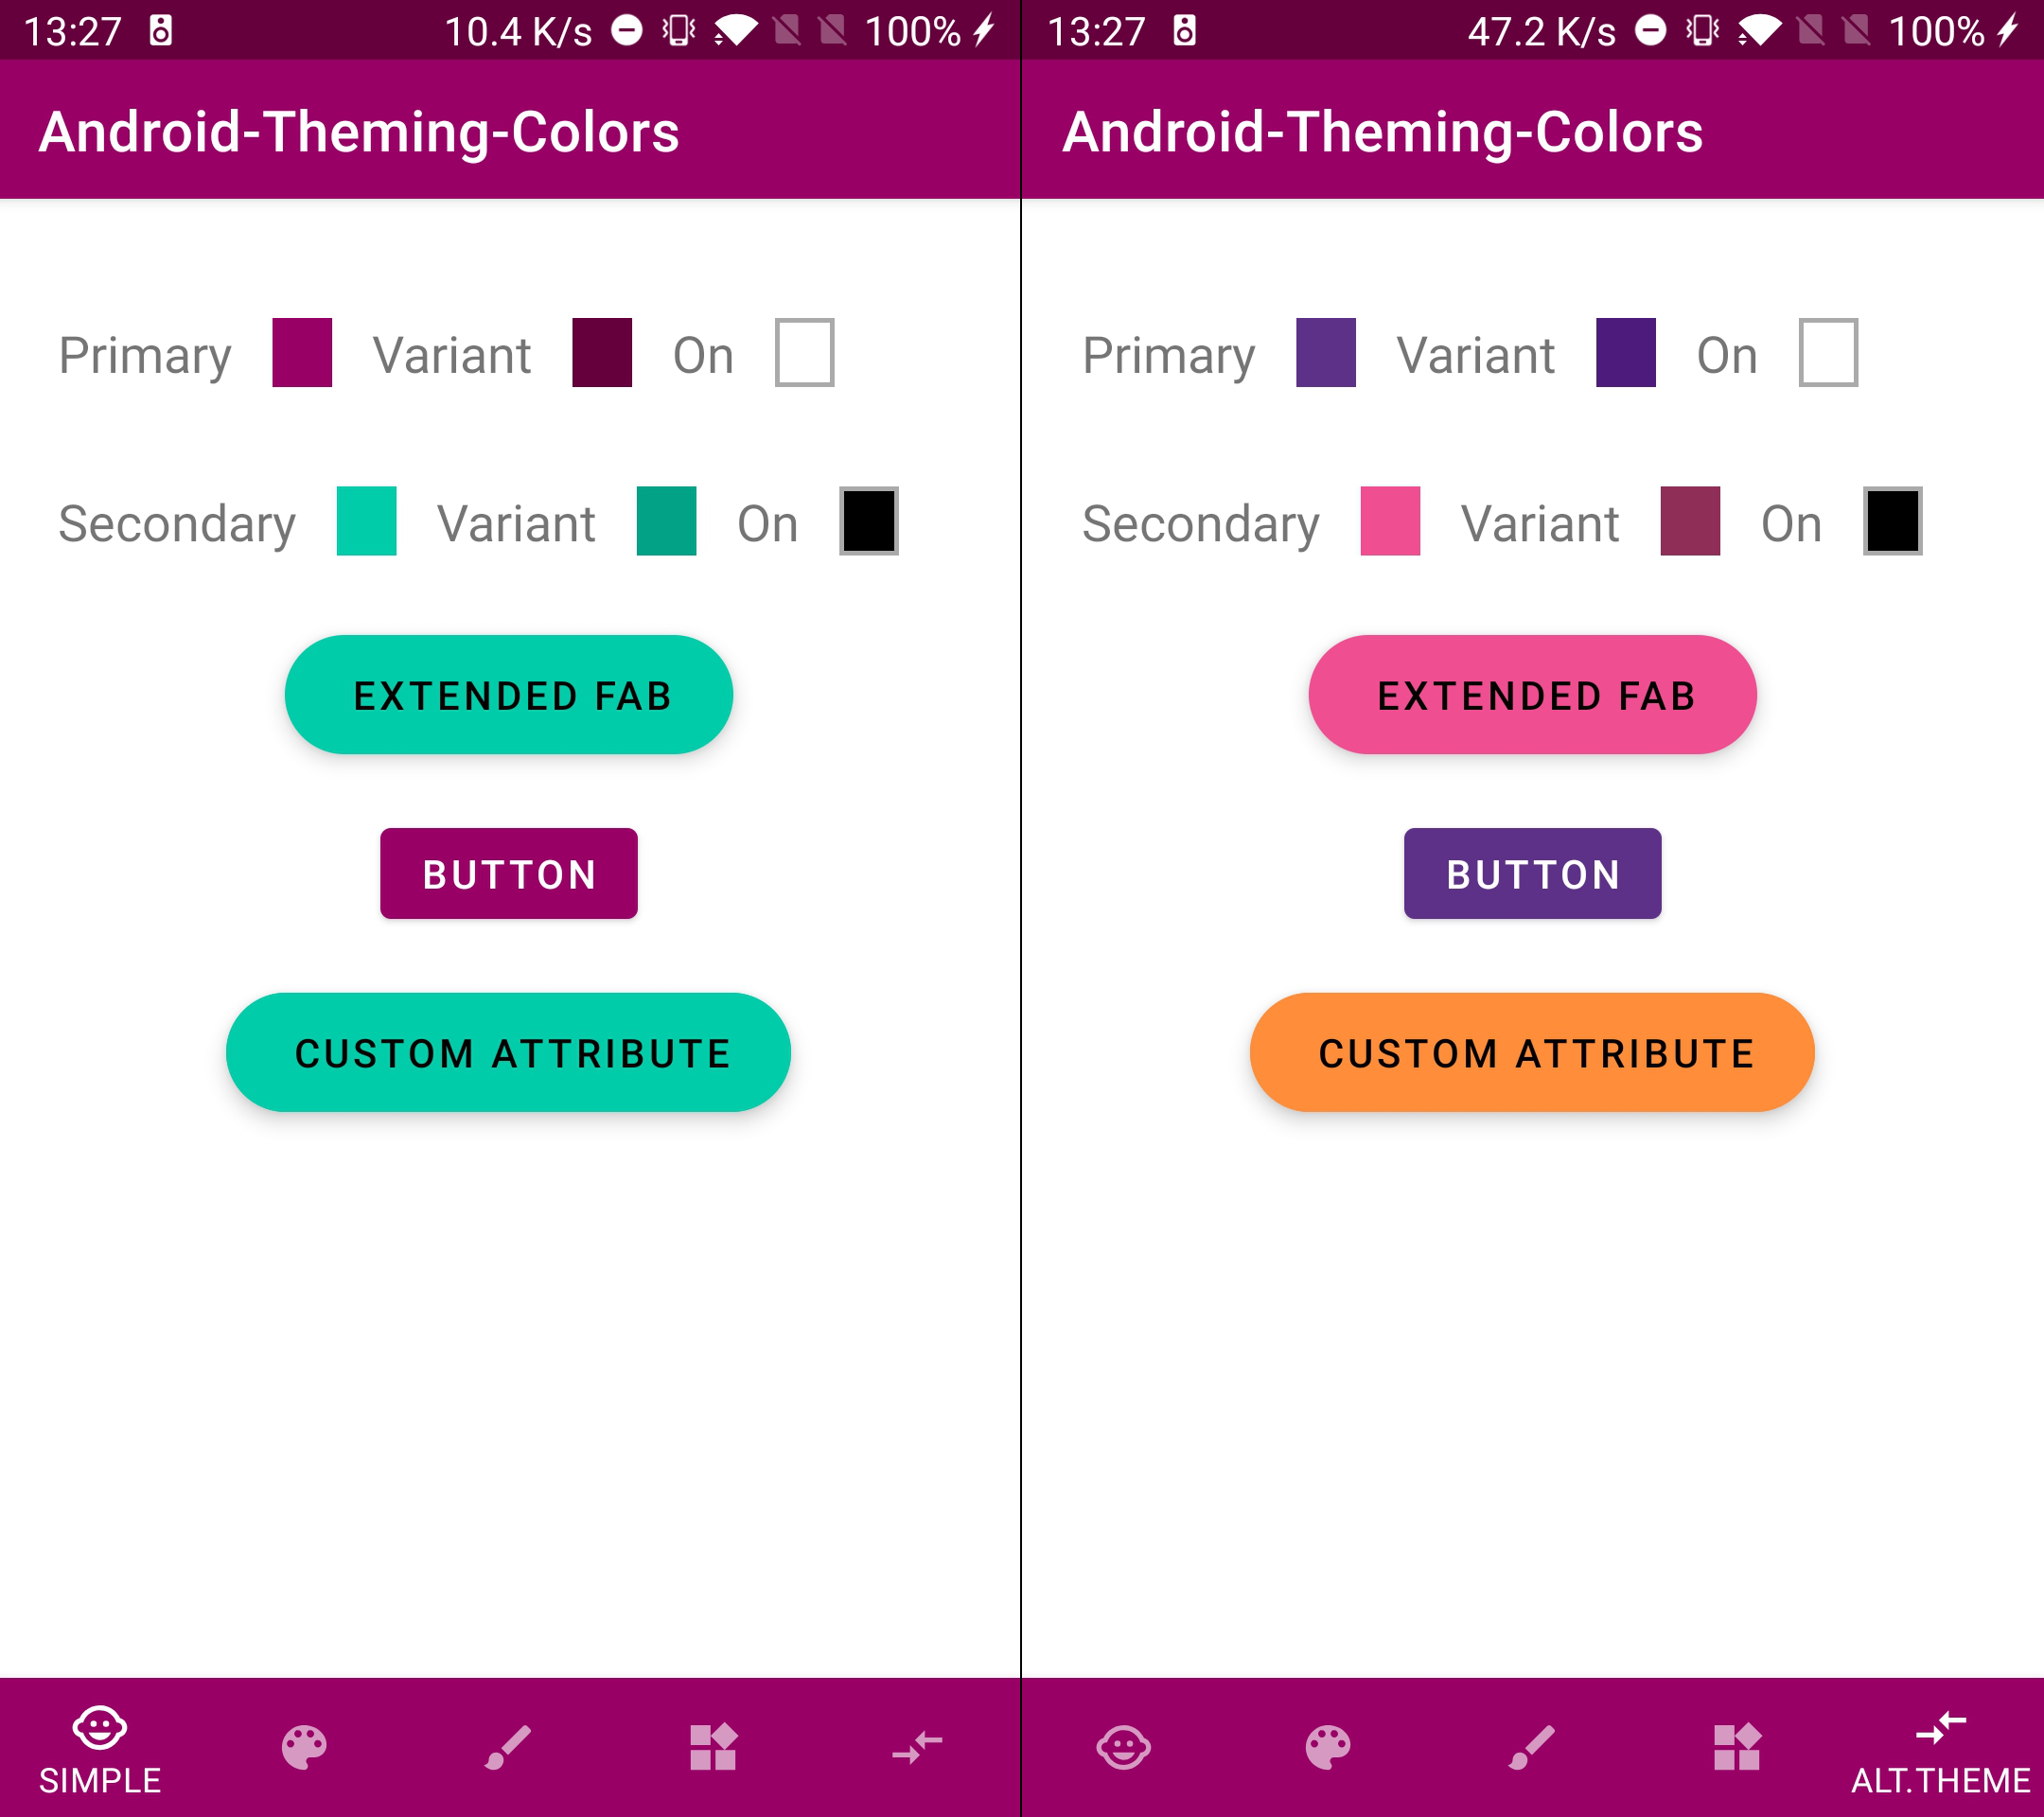 13:27 10.4 K/s 100%
Android-Theming-Colors
Primary Variant On
Secondary Variant On
EXTENDED FAB
BUTTON
CUSTOM ATTRIBUTE
SIMPLE
13:27 47.2 K/s 100%
Android-Theming-Colors
Primary Variant On
Secondary Variant On
EXTENDED FAB
BUTTON
CUSTOM ATTRIBUTE
ALT.THEME